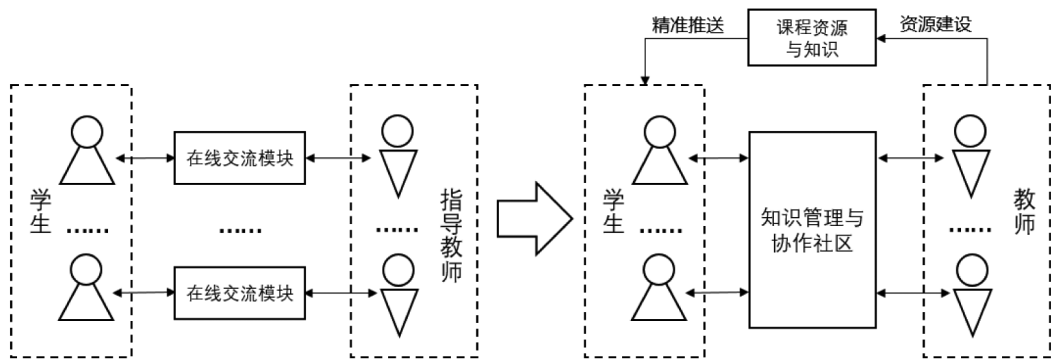 精准推送
课程资源
与知识
资源建设
学生
……
在线交流模块
……
在线交流模块
指导教师
……
学生
……
知识管理与
协作社区
教师
……